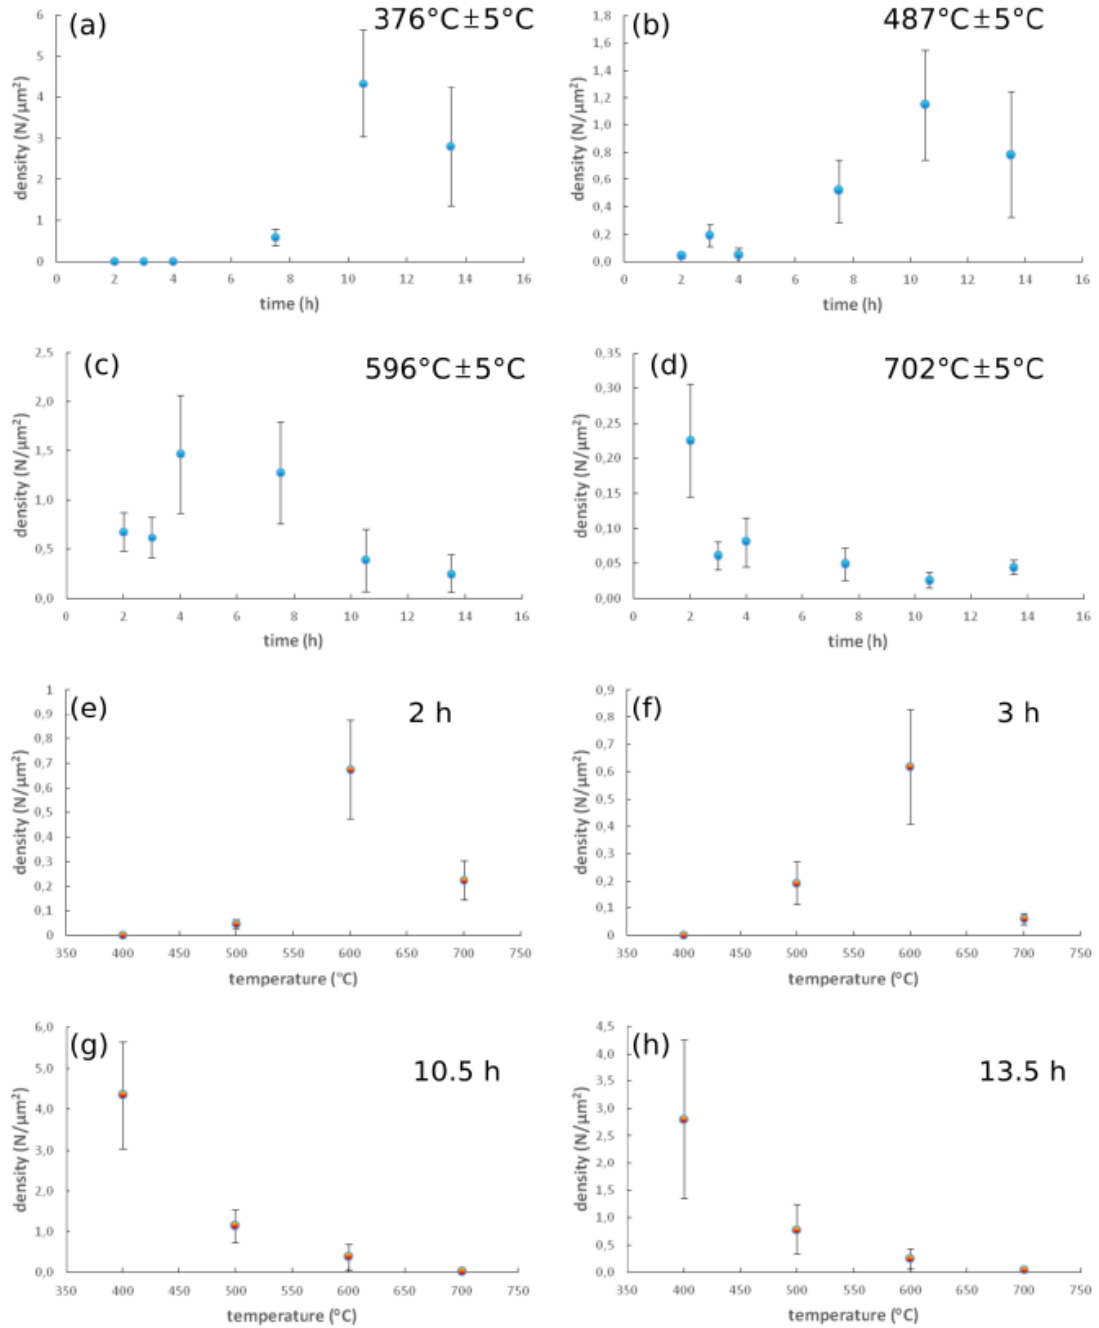 (a) 376°C±5°C
density (N/µm²)
6
5
4
3
2
1
0
0 2 4 6 8 10 12 14 16
time (h)
(b) 487°C±5°C
density (N/µm²)
1,8
1,6
1,4
1,2
1,0
0,8
0,6
0,4
0,2
0,0
0 2 4 6 8 10 12 14 16
time (h)
(c) 596°C±5°C
density (N/µm²)
2,5
2,0
1,5
1,0
0,5
0,0
0 2 4 6 8 10 12 14 16
time (h)
(d) 702°C±5°C
density (N/µm²)
0,35
0,30
0,25
0,20
0,15
0,10
0,05
0,00
0 2 4 6 8 10 12 14 16
time (h)
(e) 2 h
density (N/µm²)
1
0,9
0,8
0,7
0,6
0,5
0,4
0,3
0,2
0,1
0
350 400 450 500 550 600 650 700 750
temperature (°C)
(f) 3 h
density (N/µm²)
0,9
0,8
0,7
0,6
0,5
0,4
0,3
0,2
0,1
0
350 400 450 500 550 600 650 700 750
temperature (°C)
(g) 10.5 h
density (N/µm²)
6,0
5,0
4,0
3,0
2,0
1,0
0,0
350 400 450 500 550 600 650 700 750
temperature (°C)
(h) 13.5 h
density (N/µm²)
4,5
4,0
3,5
3,0
2,5
2,0
1,5
1,0
0,5
0,0
350 400 450 500 550 600 650 700 750
temperature (°C)